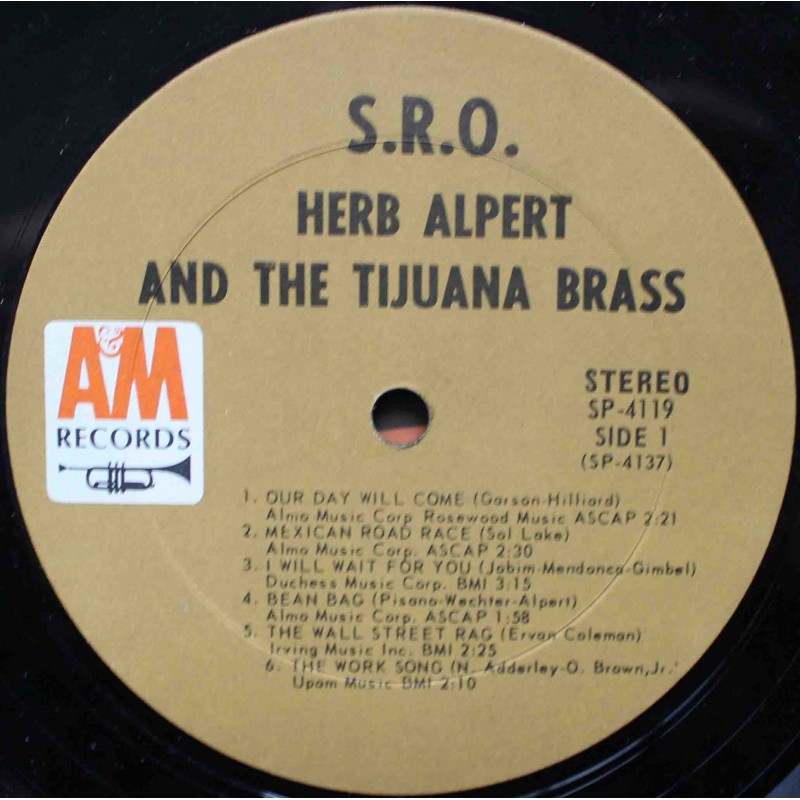 S.R.O.
HERB ALPERT
AND THE TIJUANA BRASS
A&M
RECORDS
STEREO
SP-4119
SIDE 1
(SP-4137)
1. OUR DAY WILL COME (Garson-Hilliard)
Almo Music Corp Rosewood Music ASCAP 2:21
2. MEXICAN ROAD RACE (Sol Lake)
Almo Music Corp. ASCAP 2:30
3. I WILL WAIT FOR YOU (Jobim-Mendonca-Gimbel)
Duchess Music Corp. BMI 3:15
4. BEAN BAG (Pisano-Wechter-Alpert)
Almo Music Corp. ASCAP 1:58
5. THE WALL STREET RAG (Ervan Coleman)
Irving Music Inc. BMI 2:25
6. THE WORK SONG (N. Adderley-O. Brown,Jr.'
Upam Music BMI 2:10